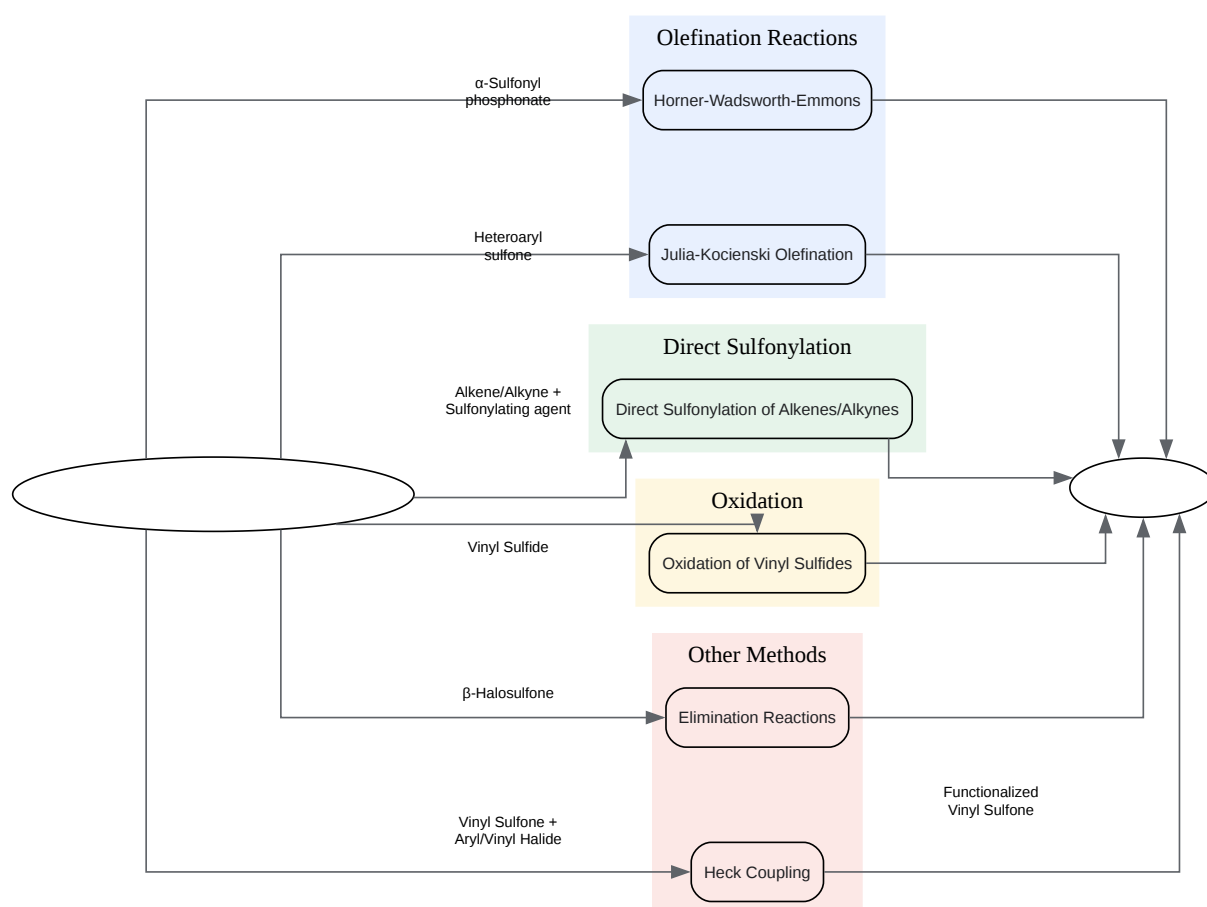 Olefination Reactions
α-Sulfonyl
phosphonate
Horner-Wadsworth-Emmons
Heteroaryl
sulfone
Julia-Kocienski Olefination
Direct Sulfonylation
Alkene/Alkyne +
Sulfonylating agent
Direct Sulfonylation of Alkenes/Alkynes
Oxidation
Vinyl Sulfide
Oxidation of Vinyl Sulfides
Other Methods
β-Halosulfone
Elimination Reactions
Functionalized
Vinyl Sulfone
Vinyl Sulfone +
Aryl/Vinyl Halide
Heck Coupling